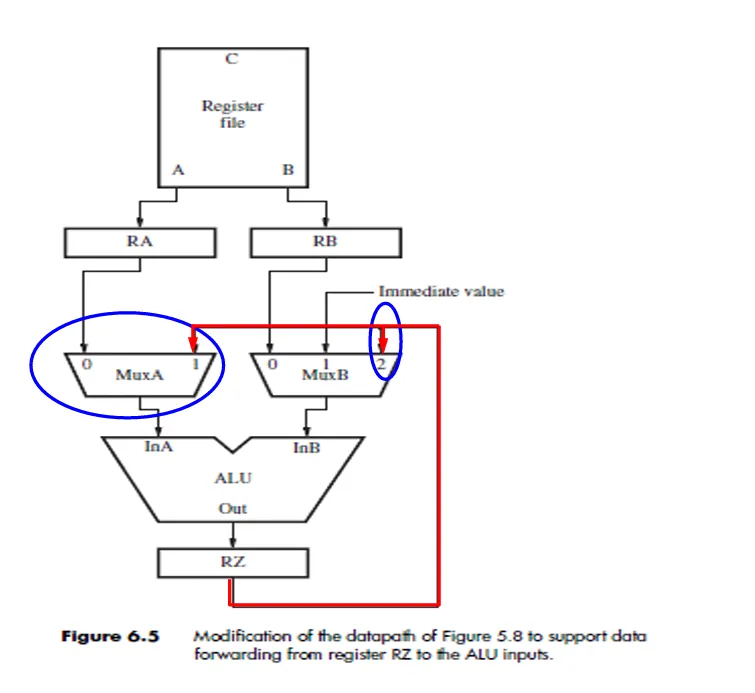 C
Register
file
A B
RA RB
Immediate value
0 1 0 1 2
MuxA MuxB
InA InB
ALU
Out
RZ
Figure 6.5 Modification of the datapath of Figure 5.8 to support data
forwarding from register RZ to the ALU inputs.